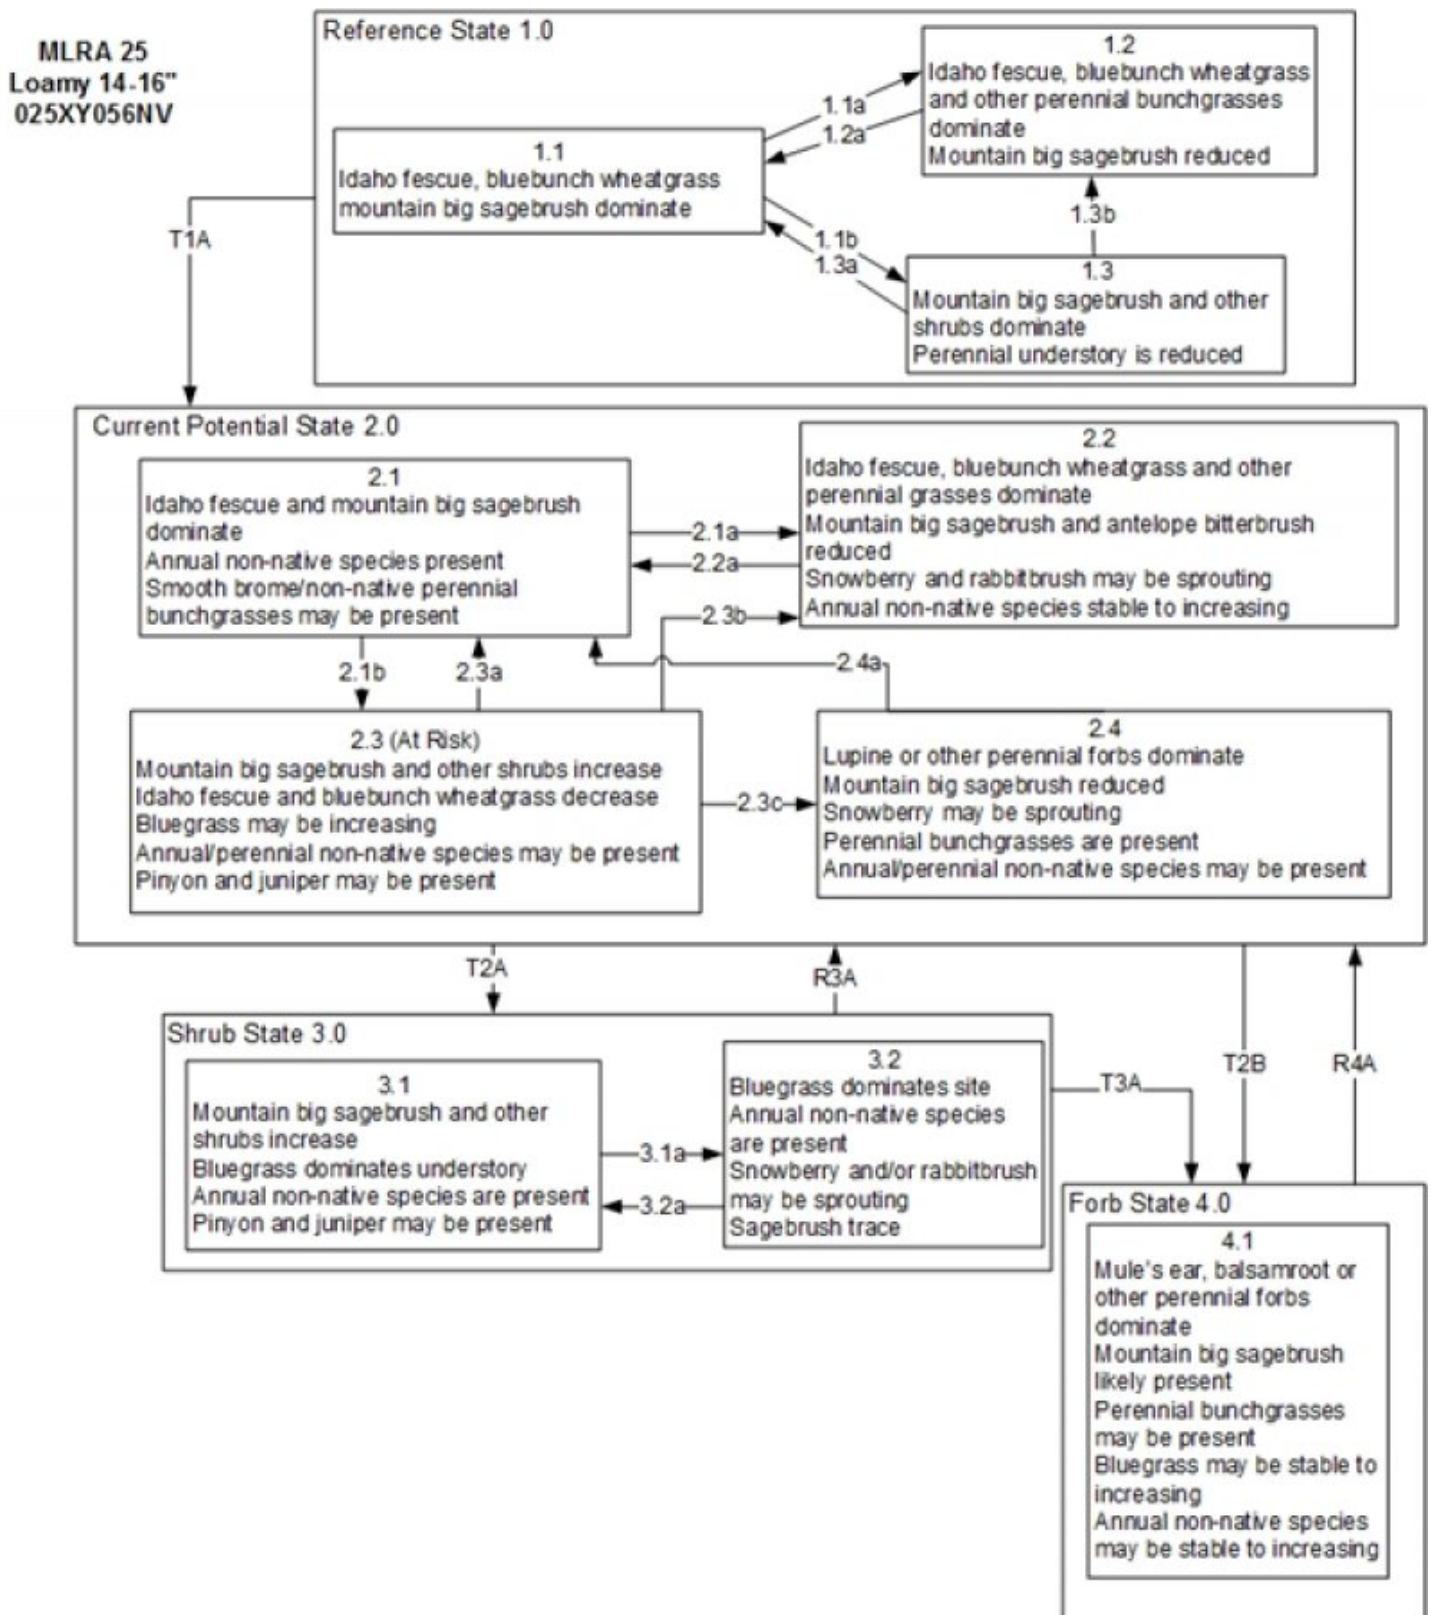 MLRA 25
Loamy 14-16"
025XY056NV
Reference State 1.0
1.1
Idaho fescue, bluebunch wheatgrass
mountain big sagebrush dominate
1.1a
1.2a
1.2
Idaho fescue, bluebunch wheatgrass
and other perennial bunchgrasses
dominate
Mountain big sagebrush reduced
1.3b
1.1b
1.3a
1.3
Mountain big sagebrush and other
shrubs dominate
Perennial understory is reduced
T1A
Current Potential State 2.0
2.1
Idaho fescue and mountain big sagebrush
dominate
Annual non-native species present
Smooth brome/non-native perennial
bunchgrasses may be present
2.1a
2.2a
2.2
Idaho fescue, bluebunch wheatgrass and other
perennial grasses dominate
Mountain big sagebrush and antelope bitterbrush
reduced
Snowberry and rabbitbrush may be sprouting
Annual non-native species stable to increasing
2.3b
2.4a
2.1b
2.3a
2.3 (At Risk)
Mountain big sagebrush and other shrubs increase
Idaho fescue and bluebunch wheatgrass decrease
Bluegrass may be increasing
Annual/perennial non-native species may be present
Pinyon and juniper may be present
2.3c
2.4
Lupine or other perennial forbs dominate
Mountain big sagebrush reduced
Snowberry may be sprouting
Perennial bunchgrasses are present
Annual/perennial non-native species may be present
T2A
R3A
T2B
R4A
Shrub State 3.0
3.1
Mountain big sagebrush and other
shrubs increase
Bluegrass dominates understory
Annual non-native species are present
Pinyon and juniper may be present
3.1a
3.2a
3.2
Bluegrass dominates site
Annual non-native species
are present
Snowberry and/or rabbitbrush
may be sprouting
Sagebrush trace
T3A
Forb State 4.0
4.1
Mule's ear, balsamroot or
other perennial forbs
dominate
Mountain big sagebrush
likely present
Perennial bunchgrasses
may be present
Bluegrass may be stable to
increasing
Annual non-native species
may be stable to increasing